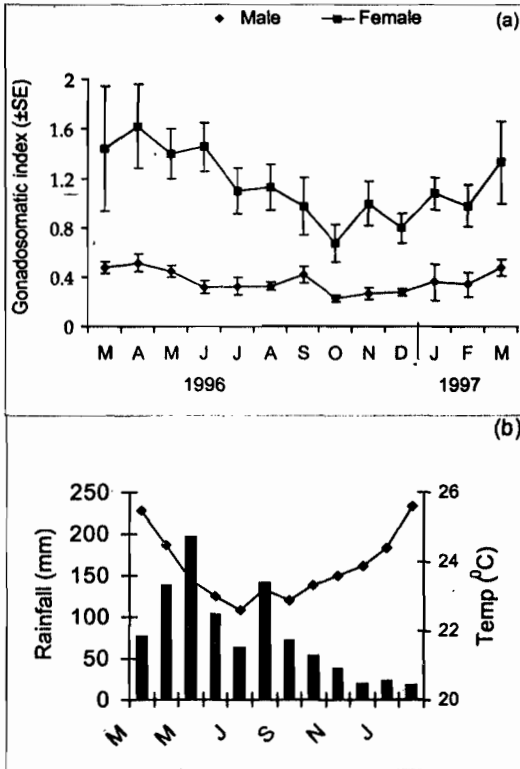 Male Female (a)
Gonadosomatic index (±SE)
2
1.6
1.2
0.8
0.4
0
M A M J J A S O N D J F M
1996 1997
(b)
Rainfall (mm)
250
200
150
100
50
0
26
24
22
20
Temp (⁰C)
M M J S N J